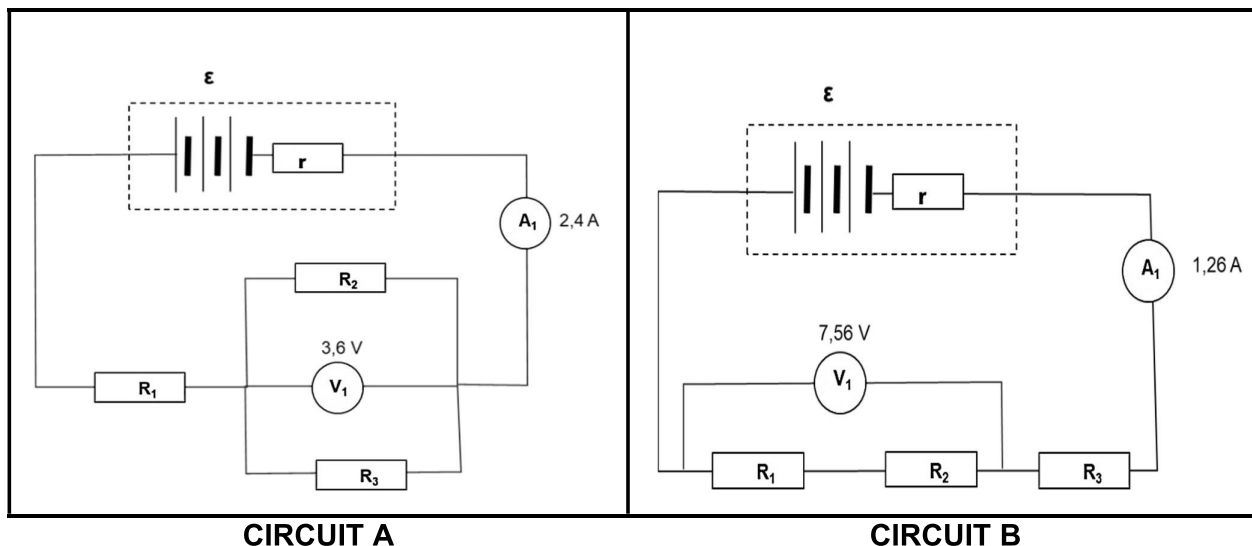 ε
r
A₁ 2,4 A
R₂
3,6 V
V₁
R₁
R₃
CIRCUIT A
ε
r
A₁ 1,26 A
7,56 V
V₁
R₁ R₂ R₃
CIRCUIT B